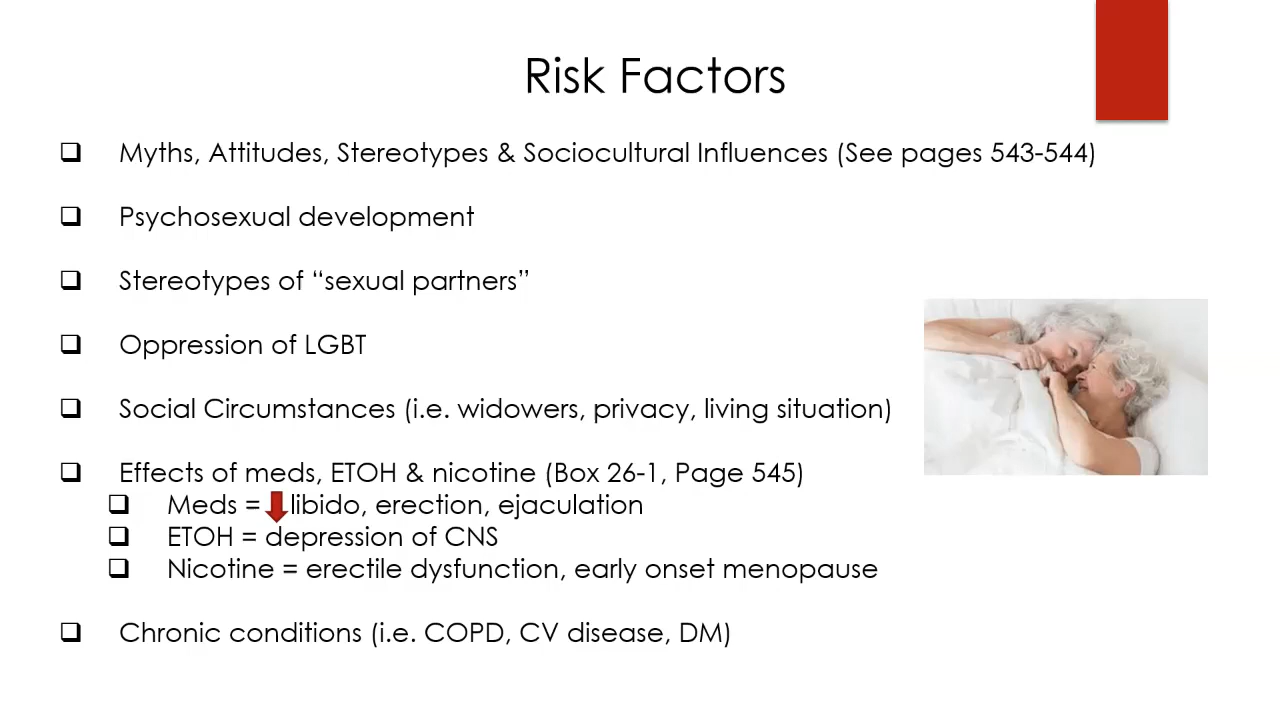 Risk Factors
Myths, Attitudes, Stereotypes & Sociocultural Influences (See pages 543-544)
Psychosexual development
Stereotypes of “sexual partners”
Oppression of LGBT
Social Circumstances (i.e. widowers, privacy, living situation)
Effects of meds, ETOH & nicotine (Box 26-1, Page 545)
Meds = libido, erection, ejaculation
ETOH = depression of CNS
Nicotine = erectile dysfunction, early onset menopause
Chronic conditions (i.e. COPD, CV disease, DM)